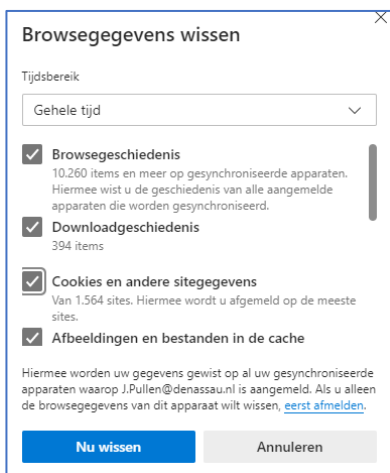 Browsegegevens wissen
Tijdsbereik
Gehele tijd
Browsegeschiedenis
10.260 items en meer op gesynchroniseerde apparaten.
Hiermee wist u de geschiedenis van alle aangemelde
apparaten die worden gesynchroniseerd.
Downloadgeschiedenis
394 items
Cookies en andere sitegegevens
Van 1.564 sites. Hiermee wordt u afgemeld op de meeste
sites.
Afbeeldingen en bestanden in de cache
Hiermee worden uw gegevens gewist op al uw gesynchroniseerde
apparaten waarop J.Pullen@denassau.nl is aangemeld. Als u alleen
de browsegegevens van dit apparaat wilt wissen, eerst afmelden.
Nu wissen
Annuleren